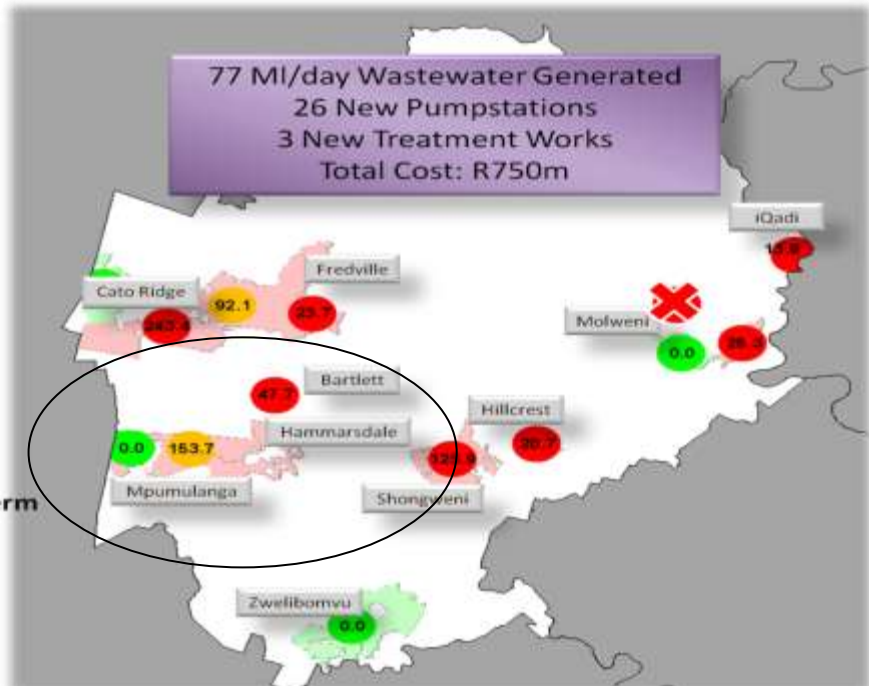 77 Ml/day Wastewater Generated
26 New Pumpstations
3 New Treatment Works
Total Cost: R750m
iQadi
Fredville
Cato Ridge
92.1
23.7
Molweni
0.0
Bartlett
47.7
Hillcrest
Hammarsdale
0.0
153.7
20.7
Mpumulanga
Shongweni
Zwelibomvu
0.0